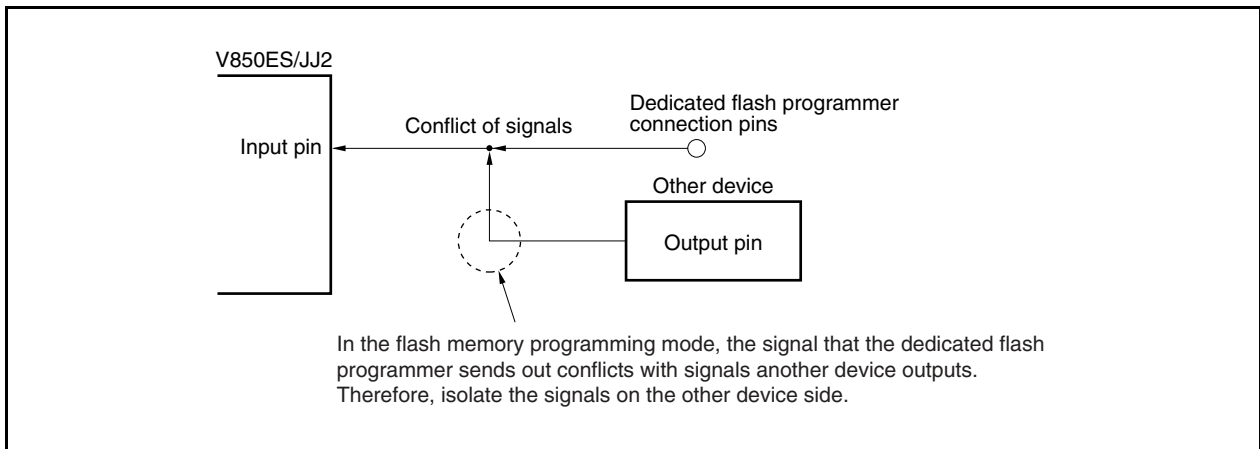 V850ES/JJ2
Input pin
Conflict of signals
Dedicated flash programmer
connection pins
Other device
Output pin
In the flash memory programming mode, the signal that the dedicated flash
programmer sends out conflicts with signals another device outputs.
Therefore, isolate the signals on the other device side.